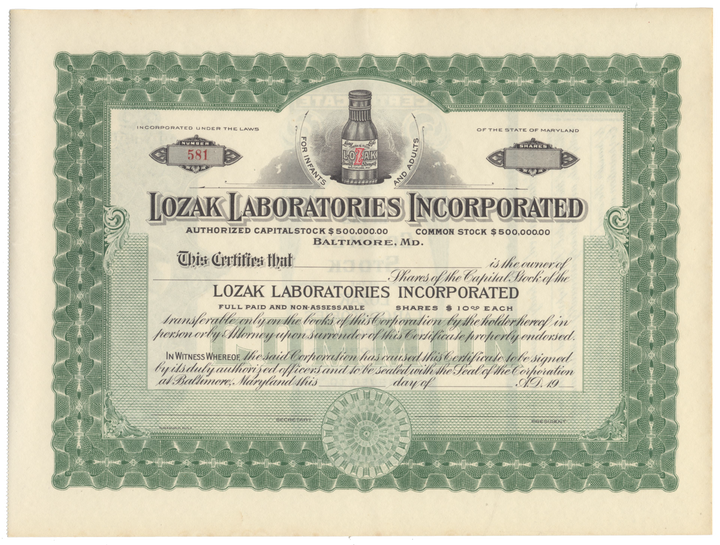 INCORPORATED UNDER THE LAWS
OF THE STATE OF MARYLAND
NUMBER
581
SHARES
FOR INFANTS
AND ADULTS
LOZAK
LOZAK LABORATORIES INCORPORATED
AUTHORIZED CAPITAL STOCK $500.000.00 COMMON STOCK $500.000.00
BALTIMORE, MD.
This Certifies that is the owner of
Shares of the Capital Stock of the
LOZAK LABORATORIES INCORPORATED
FULL PAID AND NON-ASSESSABLE SHARES $10.00 EACH
transferable only on the books of this Corporation by the holder hereof in
person or by Attorney upon surrender of this Certificate properly endorsed.
IN WITNESS WHEREOF, the said Corporation has caused this Certificate to be signed
by its duly authorized officers and to be sealed with the Seal of the Corporation
at Baltimore, Maryland this day of A.D. 19
SECRETARY
PRESIDENT